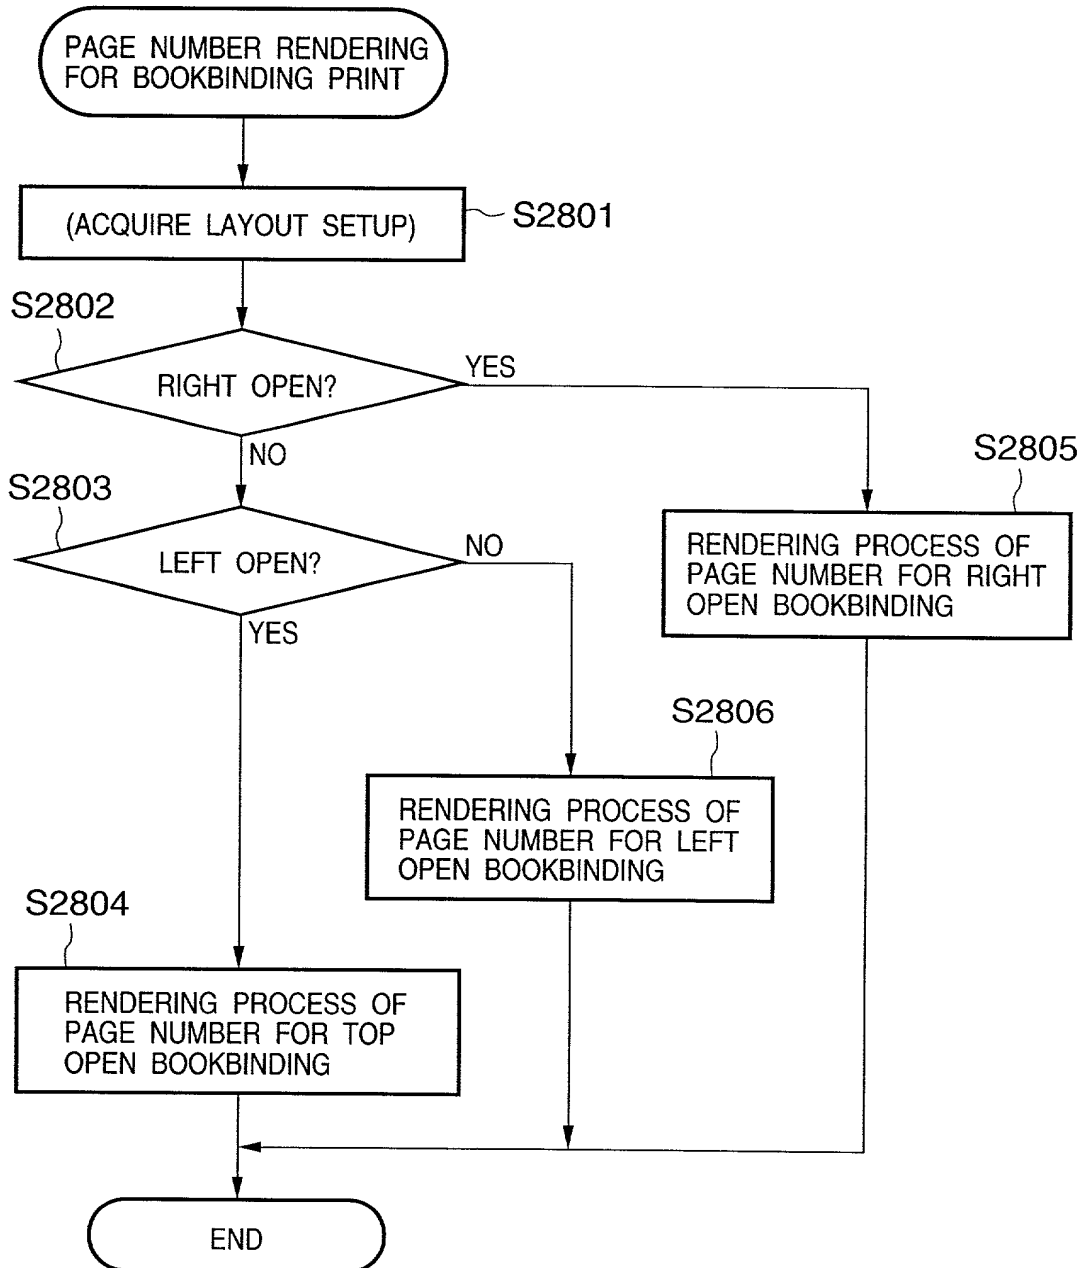 PAGE NUMBER RENDERING
FOR BOOKBINDING PRINT
(ACQUIRE LAYOUT SETUP)
S2801
S2802
RIGHT OPEN?
YES
NO
S2803
LEFT OPEN?
NO
YES
S2805
RENDERING PROCESS OF
PAGE NUMBER FOR RIGHT
OPEN BOOKBINDING
S2806
RENDERING PROCESS OF
PAGE NUMBER FOR LEFT
OPEN BOOKBINDING
S2804
RENDERING PROCESS OF
PAGE NUMBER FOR TOP
OPEN BOOKBINDING
END